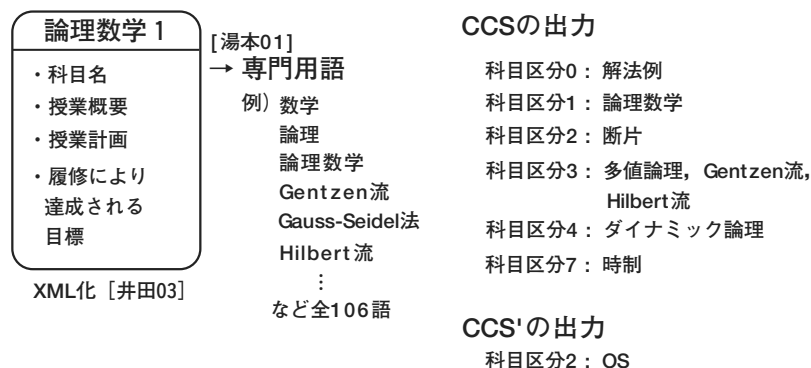 論理数学 1
・科目名
・授業概要
・授業計画
・履修により
達成される
目標
XML化［井田03］
[湯本01]
→ 専門用語
例）数学
論理
論理数学
Gentzen流
Gauss-Seidel法
Hilbert流
⋮
など全106語
CCSの出力
科目区分0： 解法例
科目区分1： 論理数学
科目区分2： 断片
科目区分3： 多値論理，Gentzen流，
Hilbert流
科目区分4： ダイナミック論理
科目区分7： 時制
CCS'の出力
科目区分2： OS